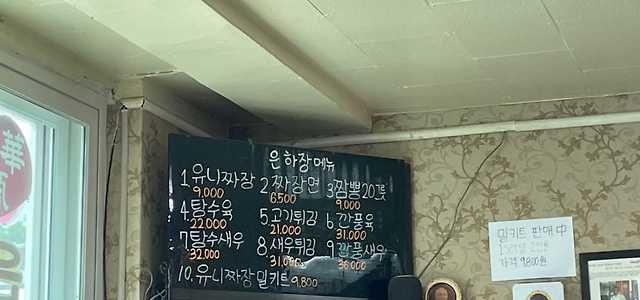 은하장메뉴
1.유니짜장 2짜장면 3짬뽕20
9,000 6,500 9,000
4.탕수육 5고기튀김 6.깐풍육
22,000 21,000 31,000
7탕수새우 8.새우튀김 9깐풍새우
32,000 31,000 36,000
10.유니짜장밀키트9,800
밀키트 판매中
가격 9,800원
華